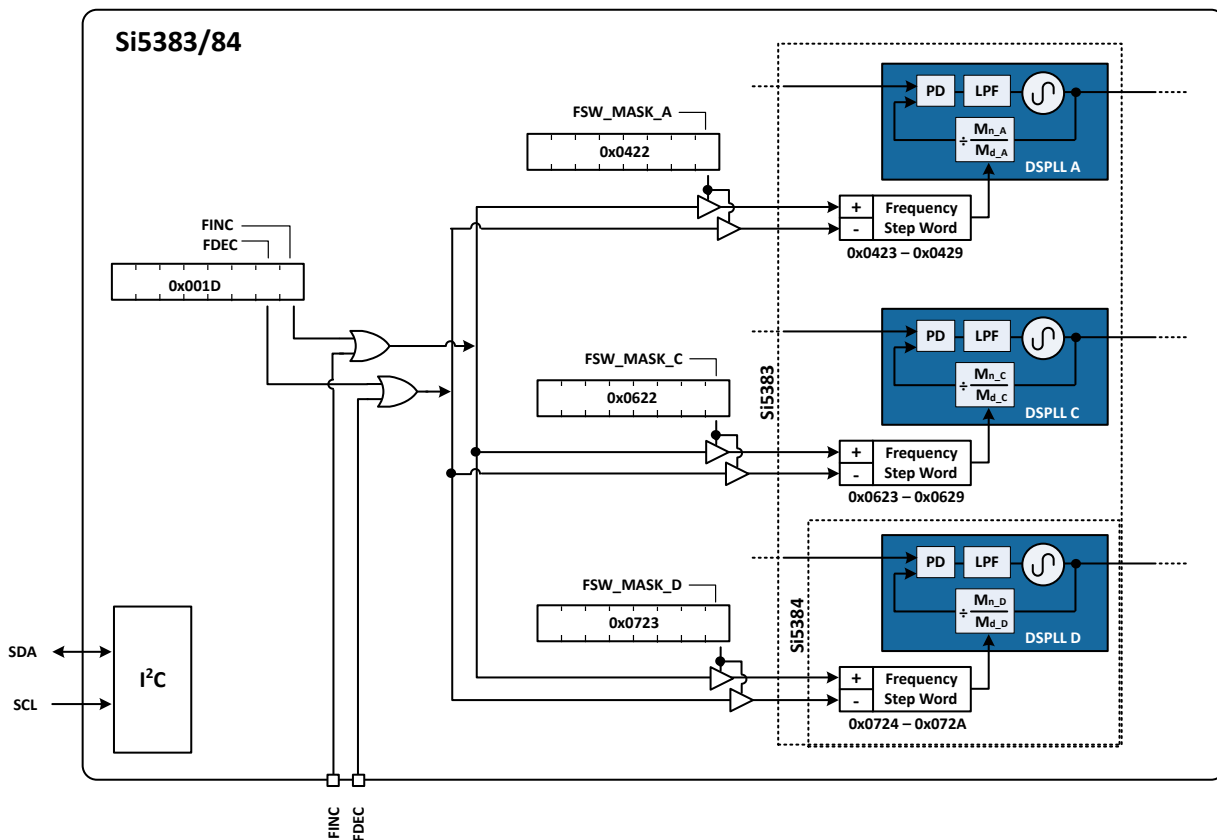 Si5383/84
FSW_MASK_A
0x0422
PD
LPF
÷ Mn_A
Md_A
DSPLL A
+ Frequency
- Step Word
0x0423 – 0x0429
FINC
FDEC
0x001D
FSW_MASK_C
0x0622
Si5383
PD
LPF
÷ Mn_C
Md_C
DSPLL C
+ Frequency
- Step Word
0x0623 – 0x0629
FSW_MASK_D
0x0723
Si5384
PD
LPF
÷ Mn_D
Md_D
DSPLL D
+ Frequency
- Step Word
0x0724 – 0x072A
SDA
SCL
I²C
FINC
FDEC